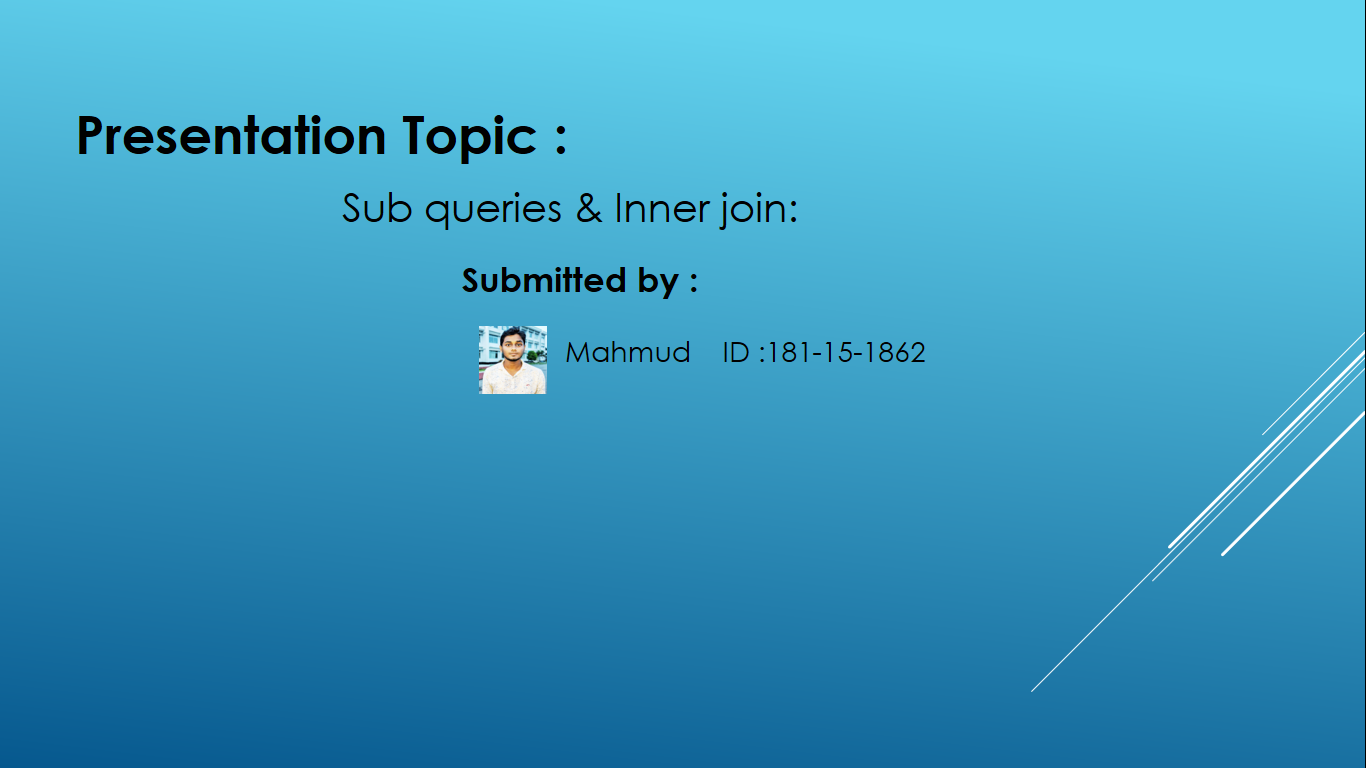 Presentation Topic :
Sub queries & Inner join:
Submitted by :
Mahmud ID :181-15-1862